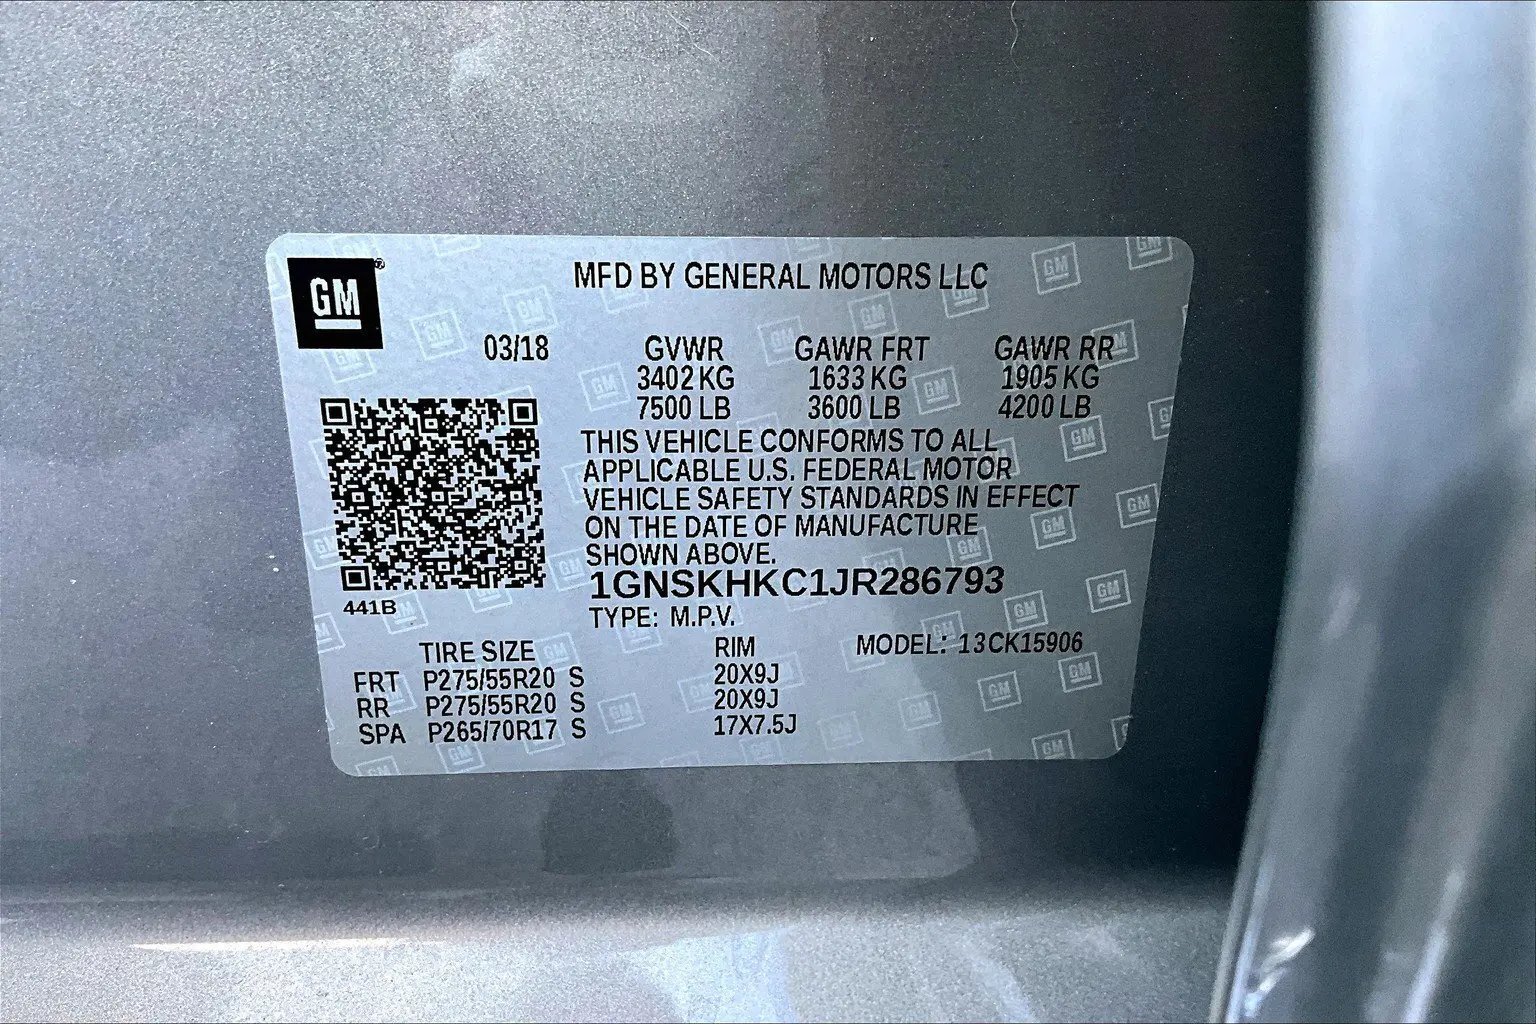 GM
MFD BY GENERAL MOTORS LLC
03/18 GVWR GAWR FRT GAWR RR
3402 KG 1633 KG 1905 KG
7500 LB 3600 LB 4200 LB
THIS VEHICLE CONFORMS TO ALL
APPLICABLE U.S. FEDERAL MOTOR
VEHICLE SAFETY STANDARDS IN EFFECT
ON THE DATE OF MANUFACTURE
SHOWN ABOVE.
1GNSKHKC1JR286793
441B
TYPE: M.P.V.
TIRE SIZE RIM MODEL: 13CK15906
FRT P275/55R20 S 20X9J
RR P275/55R20 S 20X9J
SPA P265/70R17 S 17X7.5J